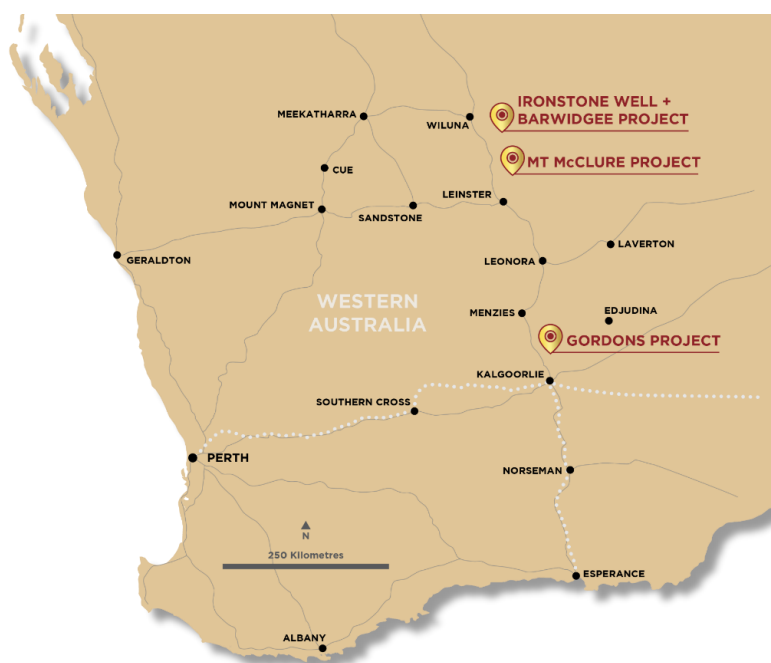 IRONSTONE WELL +
BARWIDGEE PROJECT
MEEKATHARRA
WILUNA
MT McCLURE PROJECT
CUE
LEINSTER
MOUNT MAGNET
SANDSTONE
LAVERTON
GERALDTON
LEONORA
WESTERN
AUSTRALIA
MENZIES
EDJUDINA
GORDONS PROJECT
KALGOORLIE
SOUTHERN CROSS
PERTH
NORSEMAN
N
250 Kilometres
ESPERANCE
ALBANY